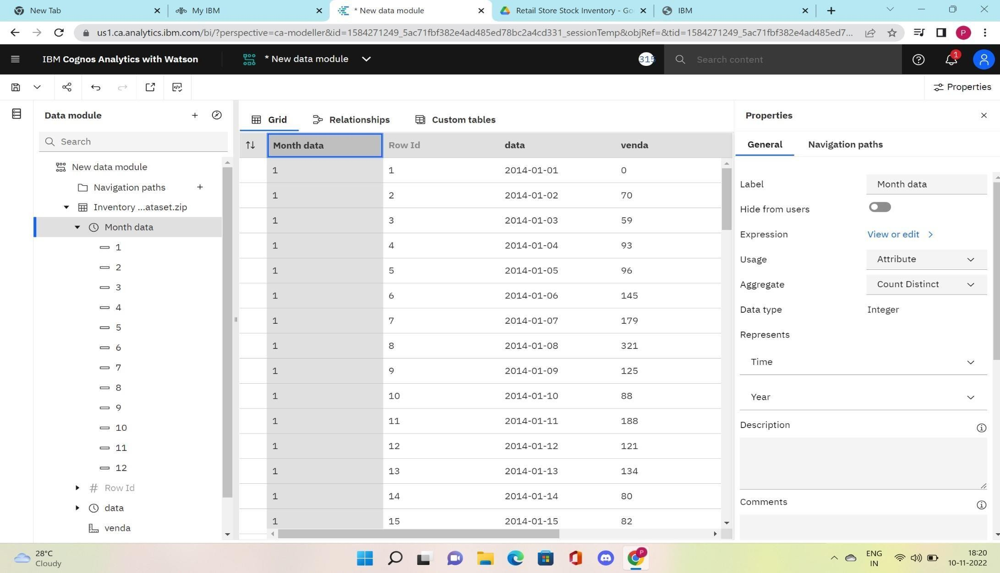 New Tab
My IBM
* New data module
Retail Store Stock Inventory - Go
IBM
us1.ca.analytics.ibm.com/bi/?perspective=ca-modeller&id=1584271249_5ac71fbf382e4ad485ed78bc2a4cd331_sessionTemp&objRef=&tid=1584271249_5ac71fbf382e4ad485ed7...
P
IBM Cognos Analytics with Watson
* New data module
315
Search content
1
Properties
Data module
Search
New data module
Navigation paths
Inventory ...ataset.zip
Month data
1
2
3
4
5
6
7
8
9
10
11
12
Row Id
data
venda
Grid Relationships Custom tables
Month data Row Id data venda
1 1 2014-01-01 0
1 2 2014-01-02 70
1 3 2014-01-03 59
1 4 2014-01-04 93
1 5 2014-01-05 96
1 6 2014-01-06 145
1 7 2014-01-07 179
1 8 2014-01-08 321
1 9 2014-01-09 125
1 10 2014-01-10 88
1 11 2014-01-11 188
1 12 2014-01-12 121
1 13 2014-01-13 134
1 14 2014-01-14 80
1 15 2014-01-15 82
Properties
General Navigation paths
Label Month data
Hide from users
Expression View or edit
Usage Attribute
Aggregate Count Distinct
Data type Integer
Represents
Time
Year
Description
Comments
28°C
Cloudy
P
ENG
IN
18:20
10-11-2022